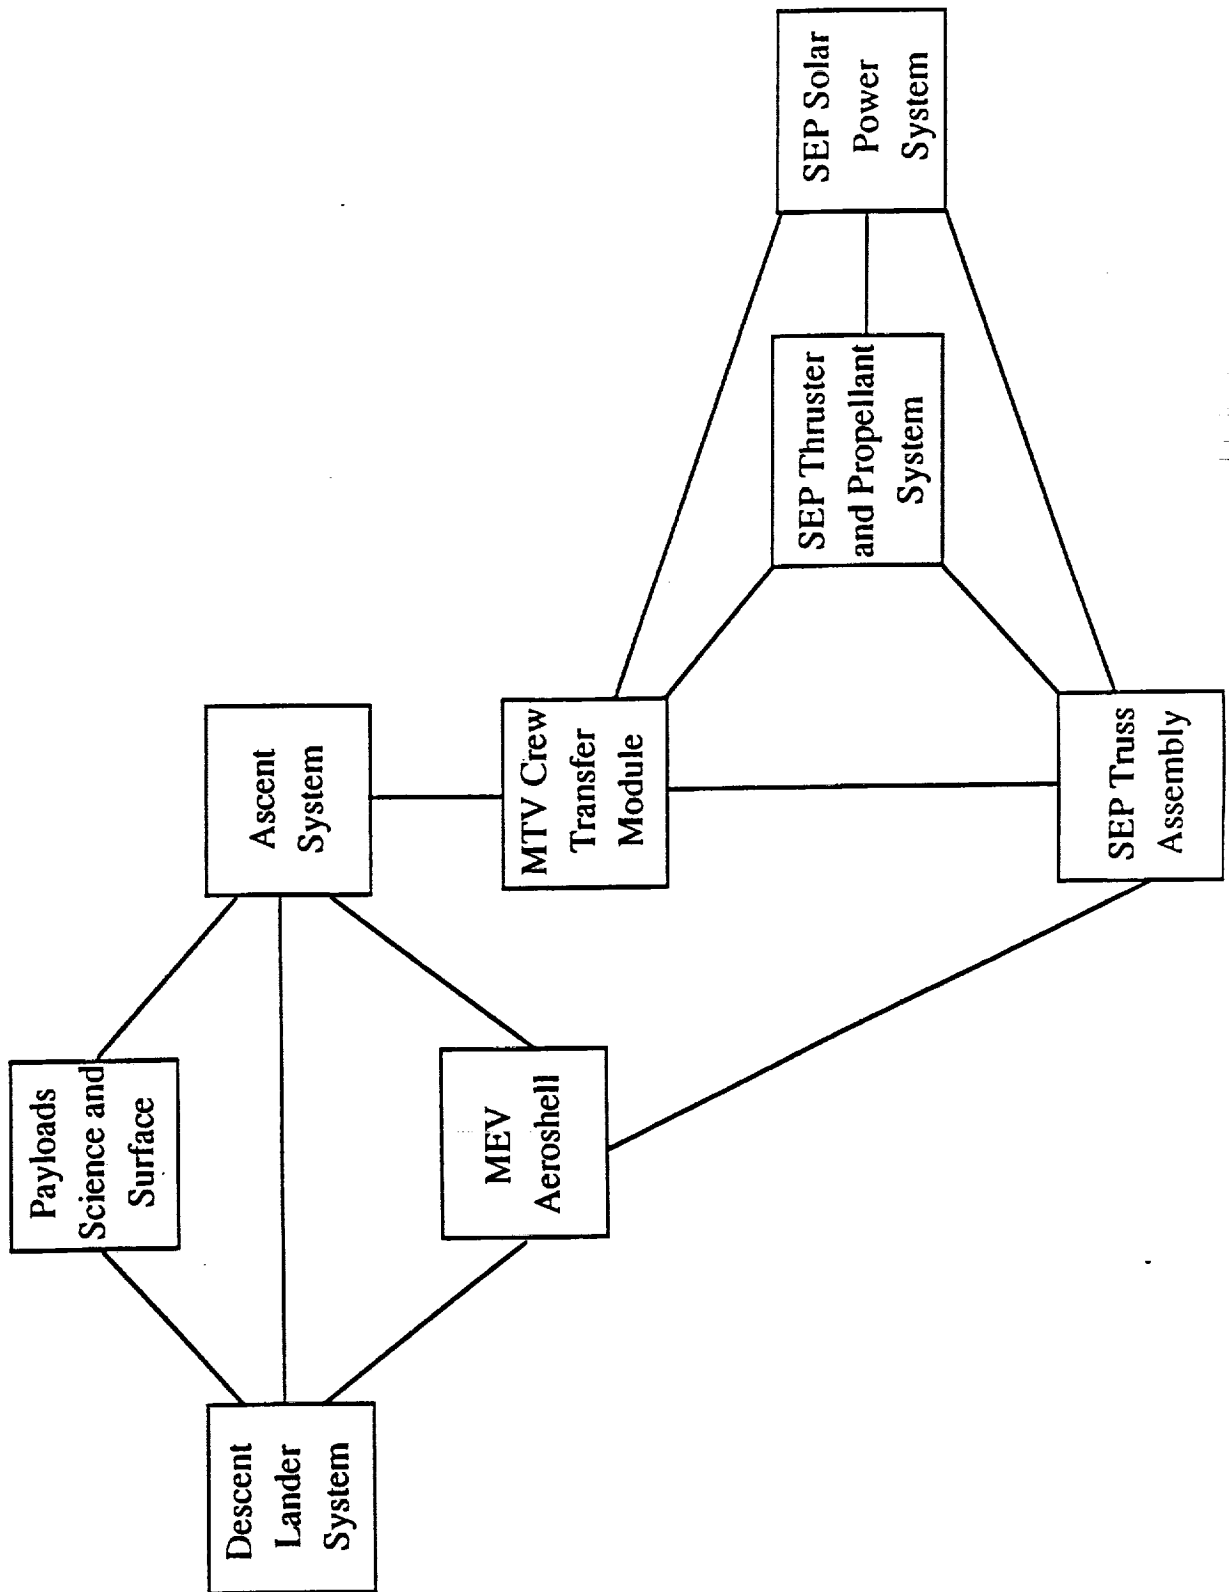 Payloads
Science and
Surface
Descent
Lander
System
Ascent
System
MEV
Aeroshell
MTV Crew
Transfer
Module
SEP Thruster
and Propellant
System
SEP Solar
Power
System
SEP Truss
Assembly